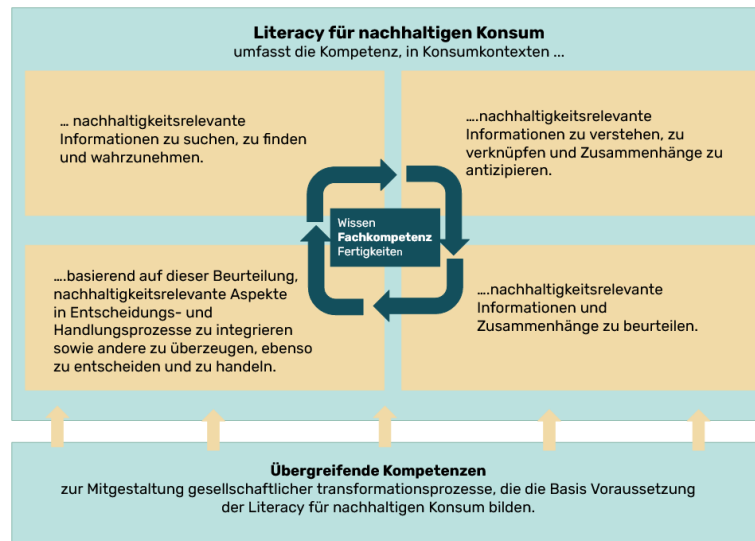 Literacy für nachhaltigen Konsum
umfasst die Kompetenz, in Konsumkontexten ...
... nachhaltigkeitsrelevante
Informationen zu suchen, zu finden
und wahrzunehmen.
....nachhaltigkeitsrelevante
Informationen zu verstehen, zu
verknüpfen und Zusammenhänge zu
antizipieren.
Wissen
Fachkompetenz
Fertigkeiten
....basierend auf dieser Beurteilung,
nachhaltigkeitsrelevante Aspekte
in Entscheidungs- und
Handlungsprozesse zu integrieren
sowie andere zu überzeugen, ebenso
zu entscheiden und zu handeln.
....nachhaltigkeitsrelevante
Informationen und
Zusammenhänge zu beurteilen.
Übergreifende Kompetenzen
zur Mitgestaltung gesellschaftlicher transformationsprozesse, die die Basis Voraussetzung
der Literacy für nachhaltigen Konsum bilden.